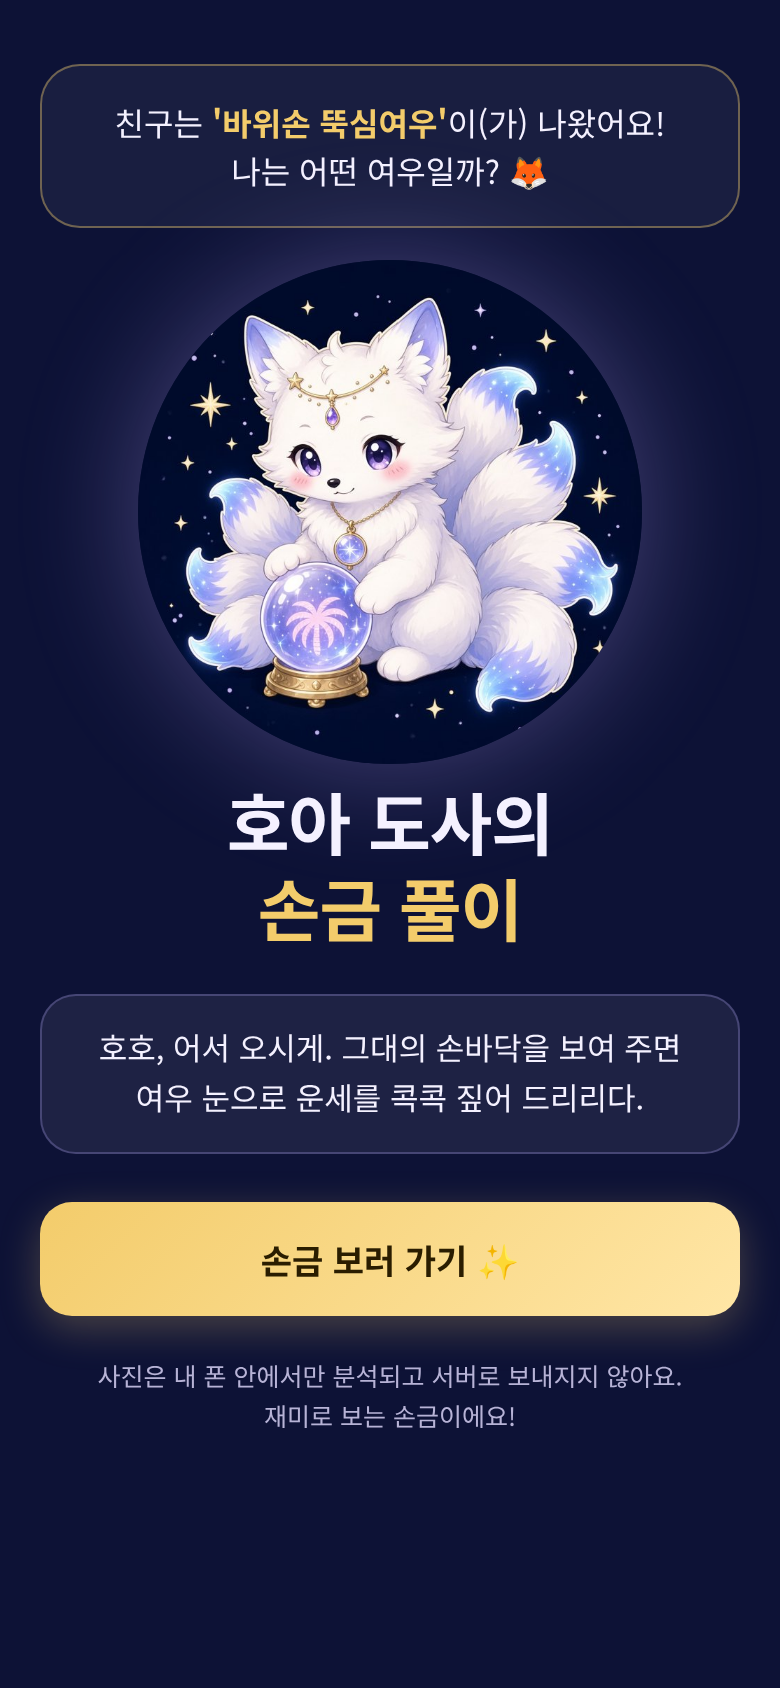 친구는 '바위손 뚝심여우'이(가) 나왔어요!
나는 어떤 여우일까? 🦊
호아 도사의
손금 풀이
호호, 어서 오시게. 그대의 손바닥을 보여 주면
여우 눈으로 운세를 콕콕 짚어 드리리다.
손금 보러 가기 ✨
사진은 내 폰 안에서만 분석되고 서버로 보내지지 않아요.
재미로 보는 손금이에요!